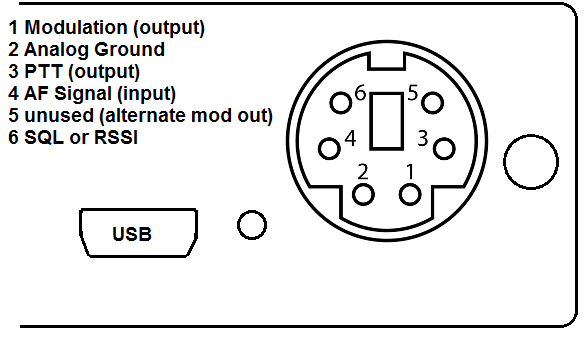 1 Modulation (output)
2 Analog Ground
3 PTT (output)
4 AF Signal (input)
5 unused (alternate mod out)
6 SQL or RSSI
6 5
4 3
2 1
USB